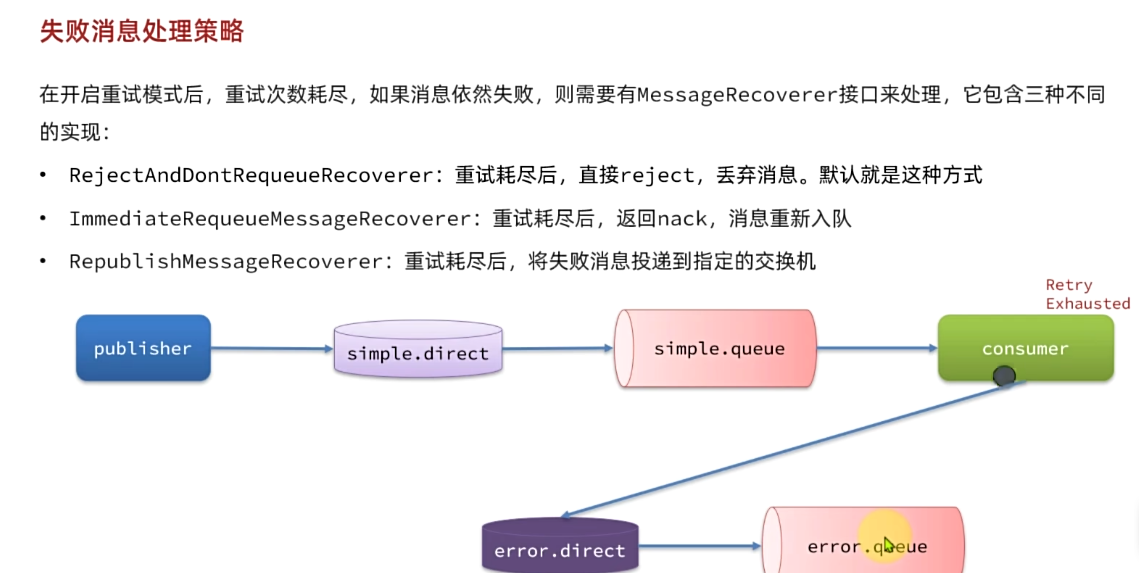 失败消息处理策略
在开启重试模式后，重试次数耗尽，如果消息依然失败，则需要有MessageRecoverer接口来处理，它包含三种不同
的实现：
• RejectAndDontRequeueRecoverer：重试耗尽后，直接reject，丢弃消息。默认就是这种方式
• ImmediateRequeueMessageRecoverer：重试耗尽后，返回nack，消息重新入队
• RepublishMessageRecoverer：重试耗尽后，将失败消息投递到指定的交换机
Retry
Exhausted
publisher
simple.direct
simple.queue
consumer
error.direct
error.queue